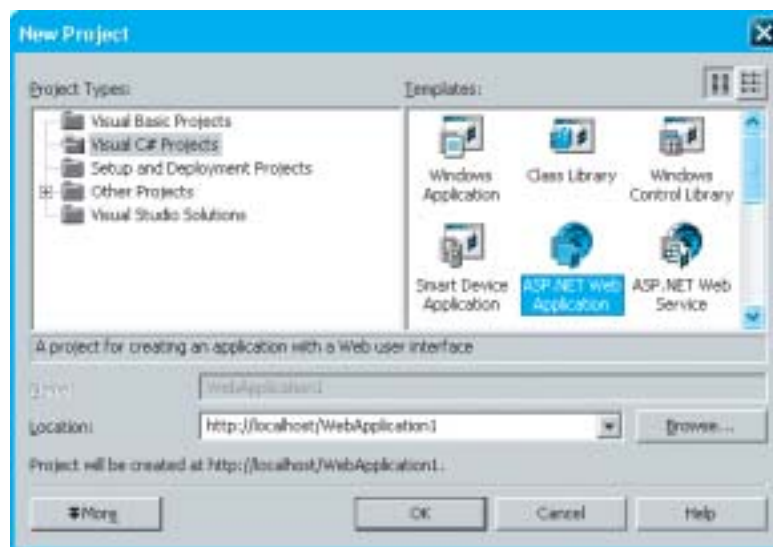 New Project
Project Types:
Templates:
Visual Basic Projects
Visual C# Projects
Setup and Deployment Projects
Other Projects
Visual Studio Solutions
Windows Application
Class Library
Windows Control Library
Smart Device Application
ASP.NET Web Application
ASP.NET Web Service
A project for creating an application with a Web user interface
Name:
WebApplication1
Location:
http://localhost/WebApplication1
Browse...
Project will be created at http://localhost/WebApplication1.
More
OK
Cancel
Help